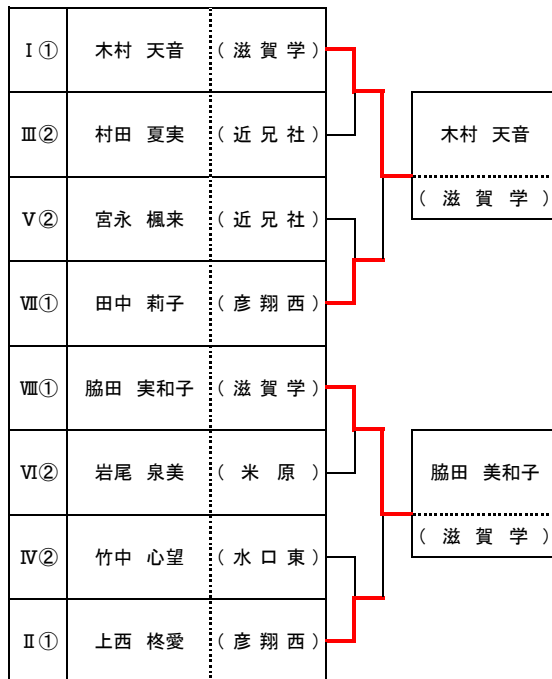 Ⅰ① 木村 天音 (滋賀学)
Ⅲ② 村田 夏実 (近兄社)
木村 天音
(滋賀学)
Ⅴ② 宮永 楓来 (近兄社)
Ⅶ① 田中 莉子 (彦翔西)
Ⅷ① 脇田 実和子 (滋賀学)
Ⅵ② 岩尾 泉美 (米原)
脇田 美和子
(滋賀学)
Ⅳ② 竹中 心望 (水口東)
Ⅱ① 上西 柊愛 (彦翔西)